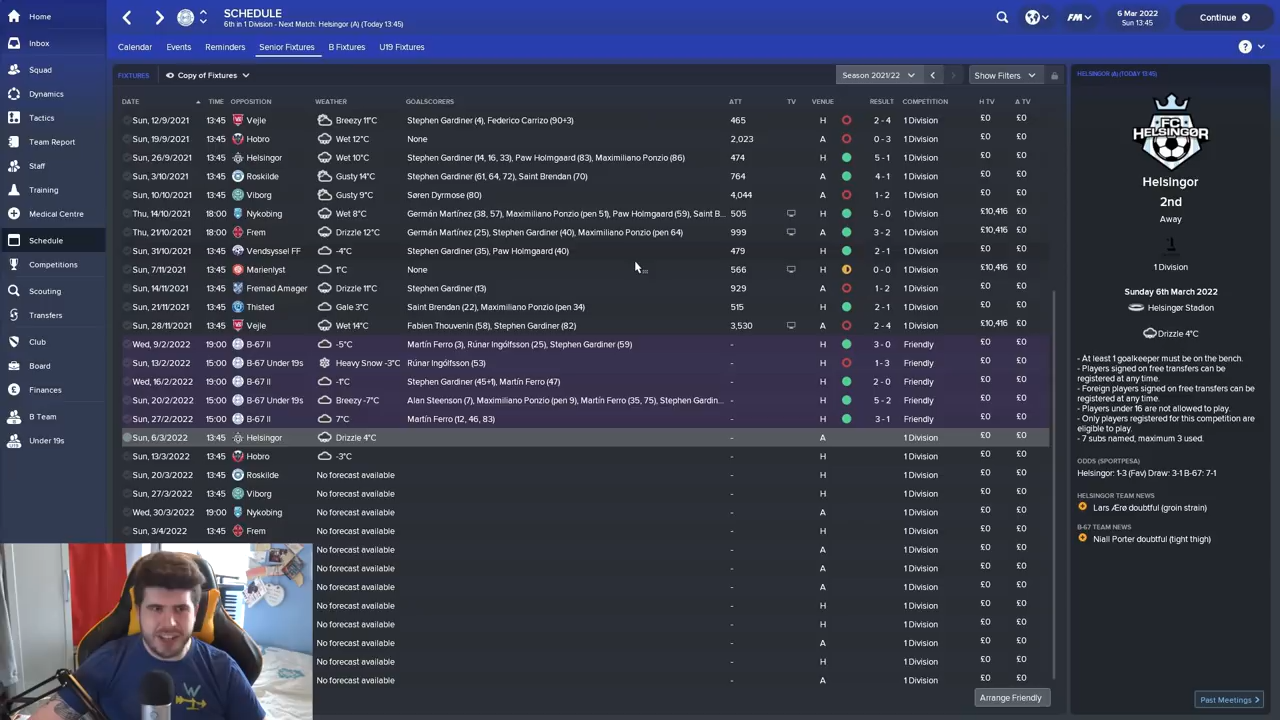 Home
Inbox
Squad
Dynamics
Tactics
Team Report
Staff
Training
Medical Centre
Schedule
Competitions
Scouting
Transfers
Club
Board
Finances
B Team
Under 19s
SCHEDULE
6th in 1 Division - Next Match: Helsingor (A) (Today 13:45)
FM
6 Mar 2022
Sun 13:45
Continue
Calendar Events Reminders Senior Fixtures B Fixtures U19 Fixtures
?
FIXTURES Copy of Fixtures Season 2021/22 Show Filters
DATE TIME OPPOSITION WEATHER GOALSCORERS ATT TV VENUE RESULT COMPETITION H TV A TV
Sun, 12/9/2021 13:45 Vejle Breezy 11°C Stephen Gardiner (4), Federico Carrizo (90+3) 465 H 2 - 4 1 Division £0 £0
Sun, 19/9/2021 13:45 Hobro Wet 12°C None 2,023 A 0 - 3 1 Division £0 £0
Sun, 26/9/2021 13:45 Helsingor Wet 10°C Stephen Gardiner (14, 16, 33), Paw Holmgaard (83), Maximiliano Ponzio (86) 474 H 5 - 1 1 Division £0 £0
Sun, 3/10/2021 13:45 Roskilde Gusty 14°C Stephen Gardiner (61, 64, 72), Saint Brendan (70) 764 H 4 - 1 1 Division £0 £0
Sun, 10/10/2021 13:45 Viborg Gusty 9°C Søren Dyrmose (80) 4,044 A 1 - 2 1 Division £0 £0
Thu, 14/10/2021 18:00 Nykobing Wet 8°C Germán Martínez (38, 57), Maximiliano Ponzio (pen 51), Paw Holmgaard (59), Saint B... 505 H 5 - 0 1 Division £10,416 £0
Thu, 21/10/2021 18:00 Frem Drizzle 12°C Germán Martínez (25), Stephen Gardiner (40), Maximiliano Ponzio (pen 64) 999 A 3 - 2 1 Division £0 £0
Sun, 31/10/2021 13:45 Vendsyssel FF -4°C Stephen Gardiner (35), Paw Holmgaard (40) 479 H 2 - 1 1 Division £0 £0
Sun, 7/11/2021 13:45 Marienlyst 1°C None 566 H 0 - 0 1 Division £10,416 £0
Sun, 14/11/2021 13:45 Fremad Amager Drizzle 11°C Stephen Gardiner (13) 929 A 1 - 2 1 Division £0 £0
Sun, 21/11/2021 13:45 Thisted Gale 3°C Saint Brendan (22), Maximiliano Ponzio (pen 34) 515 H 2 - 1 1 Division £0 £0
Sun, 28/11/2021 13:45 Vejle Wet 14°C Fabien Thouvenin (58), Stephen Gardiner (82) 3,530 A 2 - 4 1 Division £10,416 £0
Wed, 9/2/2022 19:00 B-67 II -5°C Martín Ferro (3), Rúnar Ingólfsson (25), Stephen Gardiner (59) - H 3 - 0 Friendly £0 £0
Sun, 13/2/2022 15:00 B-67 Under 19s Heavy Snow -3°C Rúnar Ingólfsson (53) - H 1 - 3 Friendly £0 £0
Wed, 16/2/2022 19:00 B-67 II -1°C Stephen Gardiner (45+1), Martín Ferro (47) - H 2 - 0 Friendly £0 £0
Sun, 20/2/2022 15:00 B-67 Under 19s Breezy -7°C Alan Steenson (7), Maximiliano Ponzio (pen 9), Martín Ferro (35, 75), Stephen Gardin... - H 5 - 2 Friendly £0 £0
Sun, 27/2/2022 15:00 B-67 II 7°C Martín Ferro (12, 46, 83) - H 3 - 1 Friendly £0 £0
Sun, 6/3/2022 13:45 Helsingor Drizzle 4°C - A 1 Division £0 £0
Sun, 13/3/2022 13:45 Hobro -3°C - H 1 Division £0 £0
Sun, 20/3/2022 13:45 Roskilde No forecast available - A 1 Division £0 £0
Sun, 27/3/2022 13:45 Viborg No forecast available - H 1 Division £0 £0
Wed, 30/3/2022 19:00 Nykobing No forecast available - A 1 Division £0 £0
Sun, 3/4/2022 13:45 Frem No forecast available - H 1 Division £0 £0
No forecast available - A 1 Division £0 £0
No forecast available - A 1 Division £0 £0
No forecast available - A 1 Division £0 £0
No forecast available - H 1 Division £0 £0
No forecast available - H 1 Division £0 £0
No forecast available - A 1 Division £0 £0
No forecast available - H 1 Division £0 £0
No forecast available - A 1 Division £0 £0
Arrange Friendly
HELSINGOR (A) (TODAY 13:45)
FC
HELSINGØR
Helsingor
2nd
Away
1
1 Division
Sunday 6th March 2022
Helsingør Stadion
Drizzle 4°C
- At least 1 goalkeeper must be on the bench.
- Players signed on free transfers can be
registered at any time.
- Foreign players signed on free transfers can be
registered at any time.
- Players under 16 are not allowed to play.
- Only players registered for this competition are
eligible to play.
- 7 subs named, maximum 3 used.
ODDS (SPORTPESA)
Helsingor: 1-3 (Fav) Draw: 3-1 B-67: 7-1
HELSINGOR TEAM NEWS
Lars Ærø doubtful (groin strain)
B-67 TEAM NEWS
Niall Porter doubtful (tight thigh)
Past Meetings